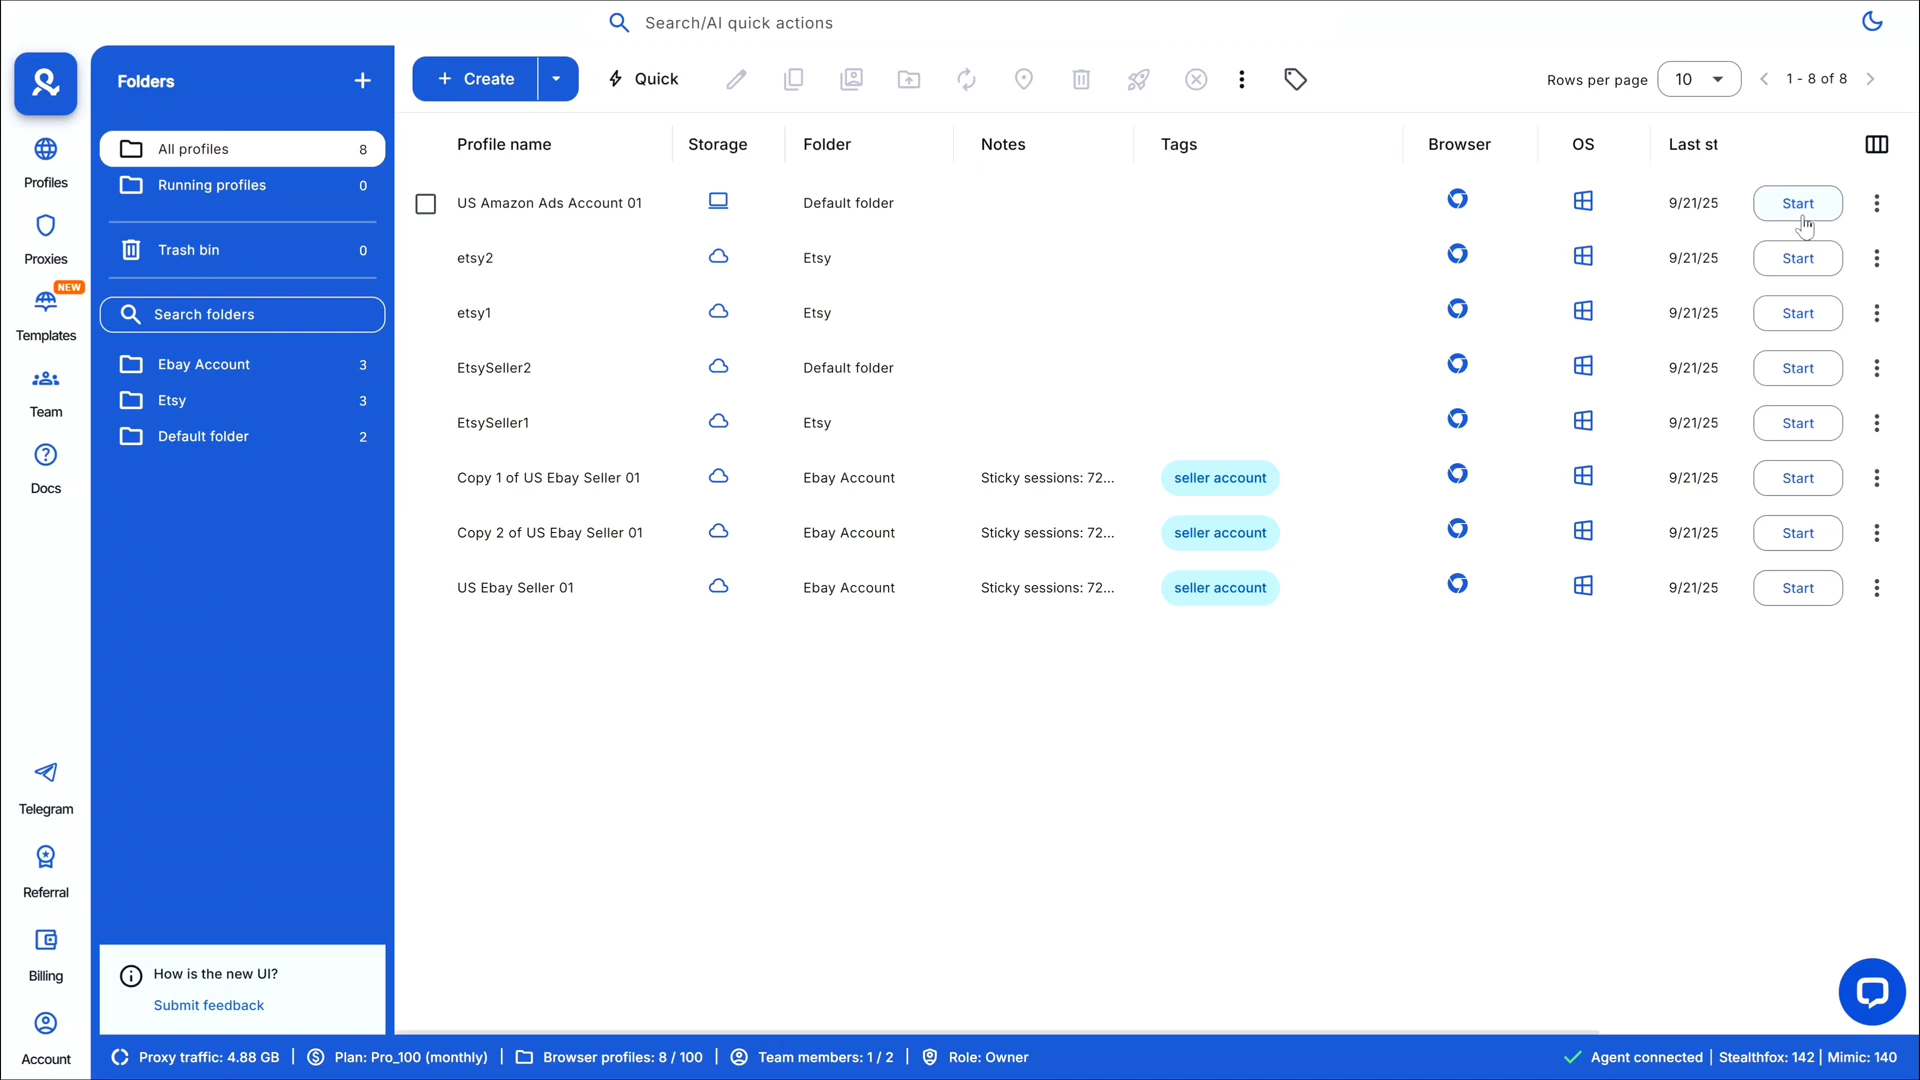 Search/AI quick actions
Folders
All profiles 8
Running profiles 0
Trash bin 0
Search folders
Ebay Account 3
Etsy 3
Default folder 2
Profiles
Proxies
NEW
Templates
Team
Docs
Telegram
Referral
Billing
Account
How is the new UI?
Submit feedback
Create Quick Rows per page 10 1 - 8 of 8
Profile name Storage Folder Notes Tags Browser OS Last st
US Amazon Ads Account 01 Default folder 9/21/25 Start
etsy2 Etsy 9/21/25 Start
etsy1 Etsy 9/21/25 Start
EtsySeller2 Default folder 9/21/25 Start
EtsySeller1 Etsy 9/21/25 Start
Copy 1 of US Ebay Seller 01 Ebay Account Sticky sessions: 72... seller account 9/21/25 Start
Copy 2 of US Ebay Seller 01 Ebay Account Sticky sessions: 72... seller account 9/21/25 Start
US Ebay Seller 01 Ebay Account Sticky sessions: 72... seller account 9/21/25 Start
Proxy traffic: 4.88 GB | Plan: Pro_100 (monthly) | Browser profiles: 8 / 100 | Team members: 1 / 2 | Role: Owner Agent connected | Stealthfox: 142 | Mimic: 140